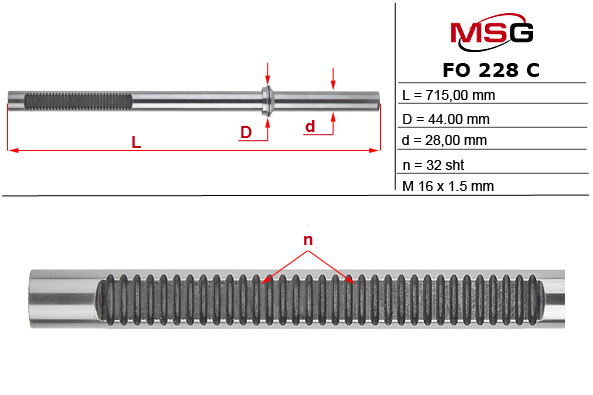 MSG
FO 228 C
L = 715,00 mm
D = 44.00 mm
d = 28,00 mm
n = 32 sht
M 16 x 1.5 mm
D
d
L
n